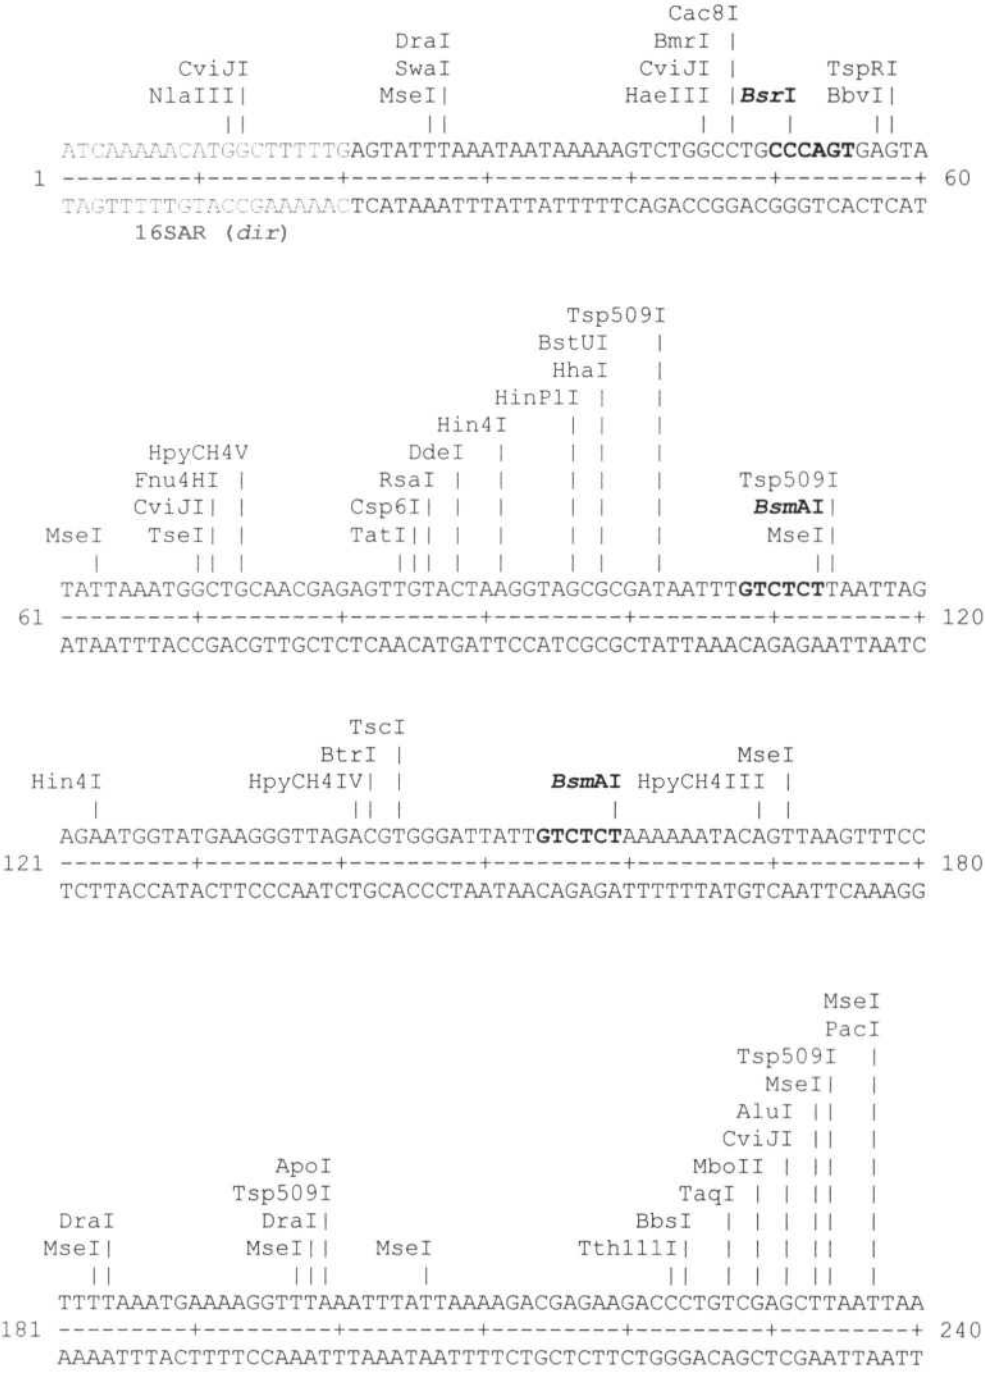 Cac8I
DraI BmrI |
CviJI SwaI CviJI | TspRI
NlaIII| MseI| HaeIII |BsrI BbvI|
|| || | | | ||
ATCAAAAACATGGCTTTTTGAGTATTTAAATAATAAAAAGTCTGGCCTGCCCAGTGAGTA
1 ---------+---------+---------+---------+---------+---------+ 60
TAGTTTTTGTACCGAAAAACTCATAAATTTATTATTTTTCAGACCGGACGGGTCACTCAT
16SAR (dir)
Tsp509I
BstUI |
HhaI |
HinP1I | |
Hin4I | | |
HpyCH4V DdeI | | | |
Fnu4HI | RsaI | | | | | Tsp509I
CviJI| | Csp6I| | | | | | BsmAI|
MseI TseI| | TatI|| | | | | | MseI|
| || | ||| | | | | | ||
TATTAAATGGCTGCAACGAGAGTTGTACTAAGGTAGCGCGATAATTTGTCTCTTAATTAG
61 ---------+---------+---------+---------+---------+---------+ 120
ATAATTTACCGACGTTGCTCTCAACATGATTCCATCGCGCTATTAAACAGAGAATTAATC
TscI
BtrI | MseI
Hin4I HpyCH4IV| | BsmAI HpyCH4III |
| || | | | |
AGAATGGTATGAAGGGTTAGACGTGGGATTATTGTCTCTAAAAAATACAGTTAAGTTTCC
121 ---------+---------+---------+---------+---------+---------+ 180
TCTTACCATACTTCCCAATCTGCACCCTAATAACAGAGATTTTTTATGTCAATTCAAAGG
MseI
PacI
Tsp509I |
MseI| |
AluI || |
CviJI || |
ApoI MboII | || |
Tsp509I TaqI | | || |
DraI DraI| BbsI | | | || |
MseI| MseI|| MseI Tth111I| | | | || |
|| ||| | || | | | || |
TTTTAAATGAAAAGGTTTAAATTTATTAAAAGACGAGAAGACCCTGTCGAGCTTAATTAA
181 ---------+---------+---------+---------+---------+---------+ 240
AAAATTTACTTTTCCAAATTTAAATAATTTTCTGCTCTTCTGGGACAGCTCGAATTAATT